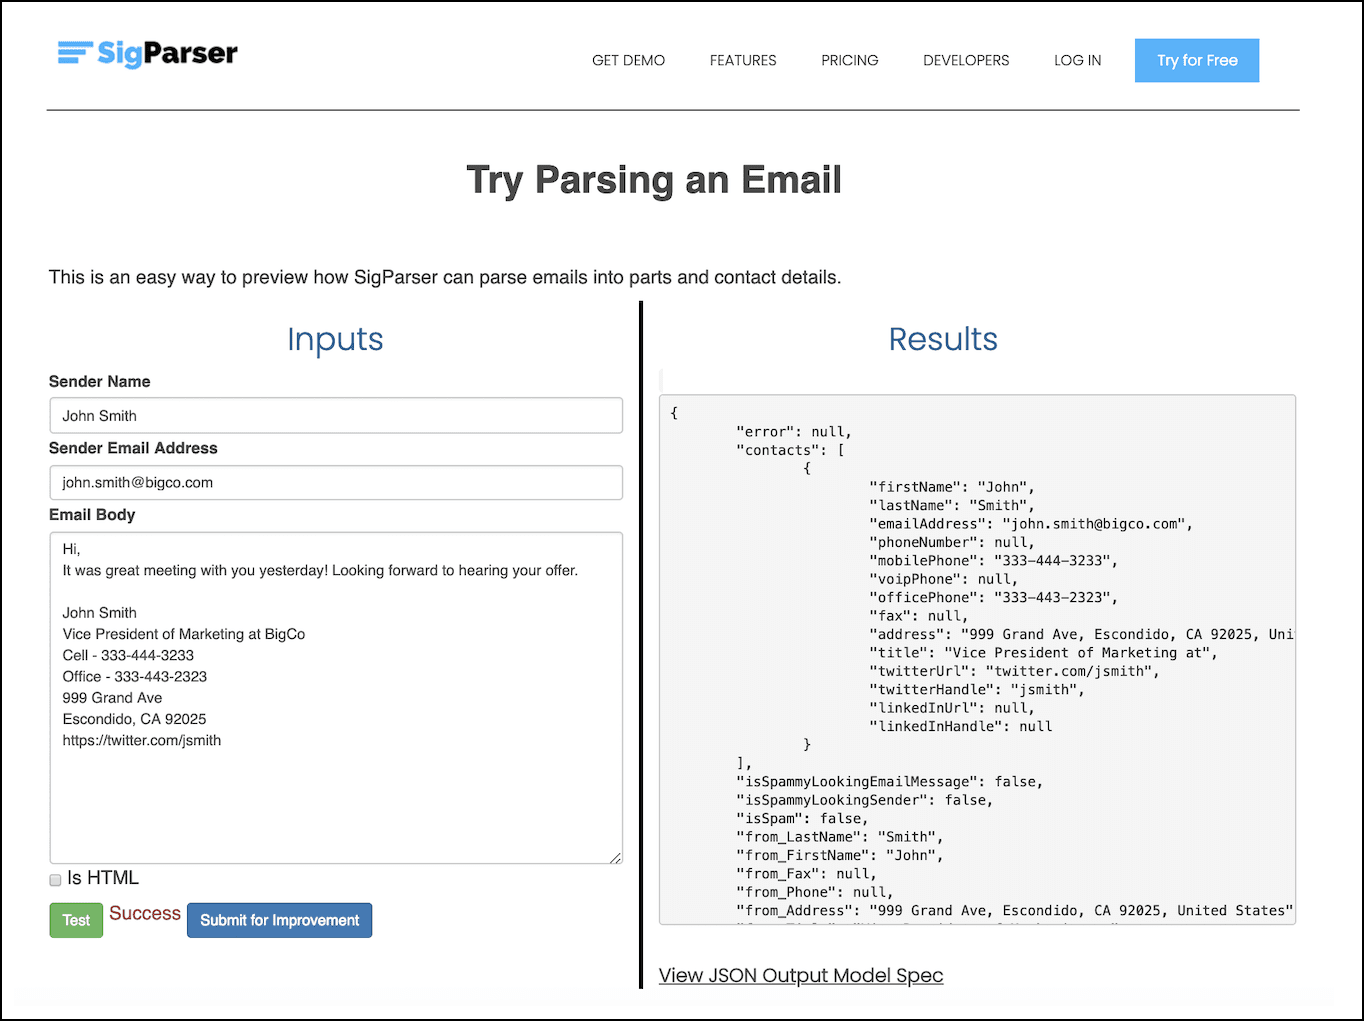 SigParser
GET DEMO FEATURES PRICING DEVELOPERS LOG IN Try for Free
Try Parsing an Email
This is an easy way to preview how SigParser can parse emails into parts and contact details.
Inputs
Sender Name
John Smith
Sender Email Address
john.smith@bigco.com
Email Body
Hi,
It was great meeting with you yesterday! Looking forward to hearing your offer.
John Smith
Vice President of Marketing at BigCo
Cell - 333-444-3233
Office - 333-443-2323
999 Grand Ave
Escondido, CA 92025
https://twitter.com/jsmith
Is HTML
Test Success Submit for Improvement
Results
{
"error": null,
"contacts": [
{
"firstName": "John",
"lastName": "Smith",
"emailAddress": "john.smith@bigco.com",
"phoneNumber": null,
"mobilePhone": "333-444-3233",
"voipPhone": null,
"officePhone": "333-443-2323",
"fax": null,
"address": "999 Grand Ave, Escondido, CA 92025, Uni
"title": "Vice President of Marketing at",
"twitterUrl": "twitter.com/jsmith",
"twitterHandle": "jsmith",
"linkedInUrl": null,
"linkedInHandle": null
}
],
"isSpammyLookingEmailMessage": false,
"isSpammyLookingSender": false,
"isSpam": false,
"from_LastName": "Smith",
"from_FirstName": "John",
"from_Fax": null,
"from_Phone": null,
"from_Address": "999 Grand Ave, Escondido, CA 92025, United States"
View JSON Output Model Spec